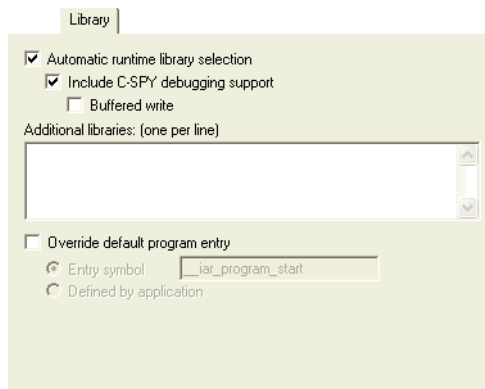 Library
Automatic runtime library selection
Include C-SPY debugging support
Buffered write
Additional libraries: (one per line)
Override default program entry
Entry symbol __iar_program_start
Defined by application